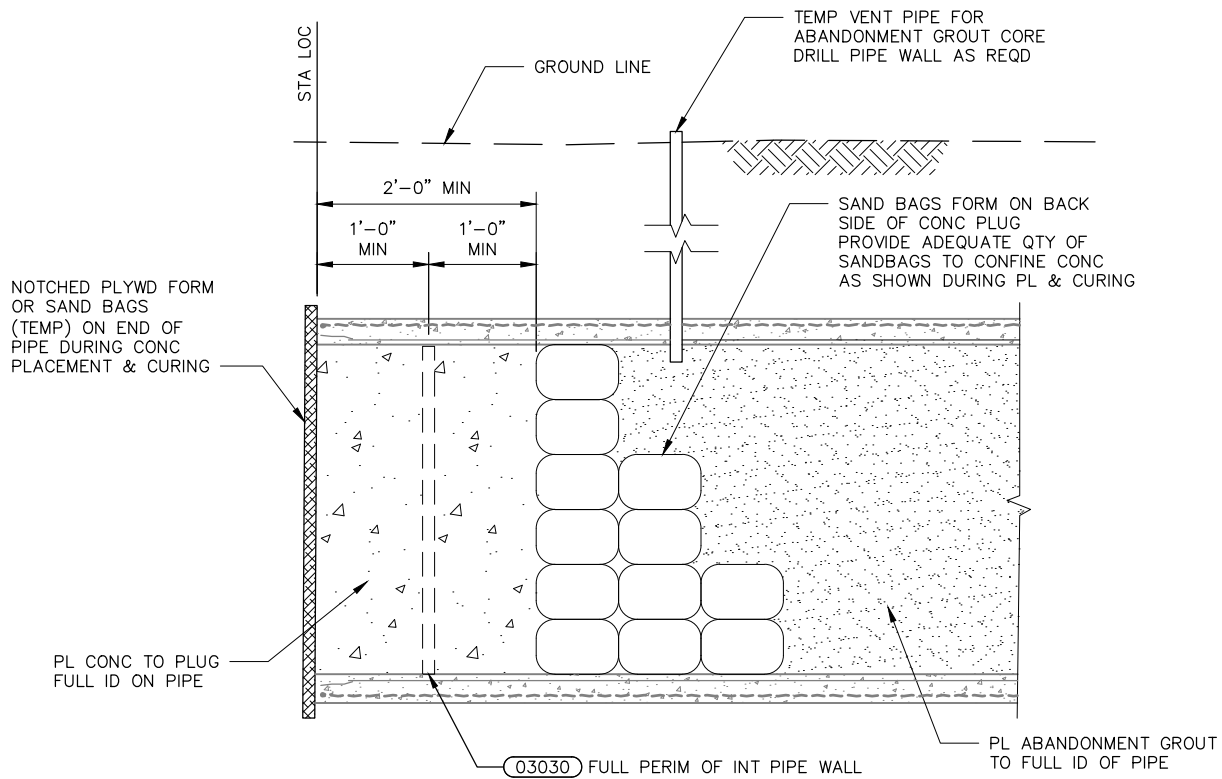 TEMP VENT PIPE FOR
ABANDONMENT GROUT CORE
DRILL PIPE WALL AS REQD
STA LOC
GROUND LINE
2'-0" MIN
1'-0"
MIN
1'-0"
MIN
SAND BAGS FORM ON BACK
SIDE OF CONC PLUG
PROVIDE ADEQUATE QTY OF
SANDBAGS TO CONFINE CONC
AS SHOWN DURING PL & CURING
NOTCHED PLYWD FORM
OR SAND BAGS
(TEMP) ON END OF
PIPE DURING CONC
PLACEMENT & CURING
PL CONC TO PLUG
FULL ID ON PIPE
03030 FULL PERIM OF INT PIPE WALL
PL ABANDONMENT GROUT
TO FULL ID OF PIPE